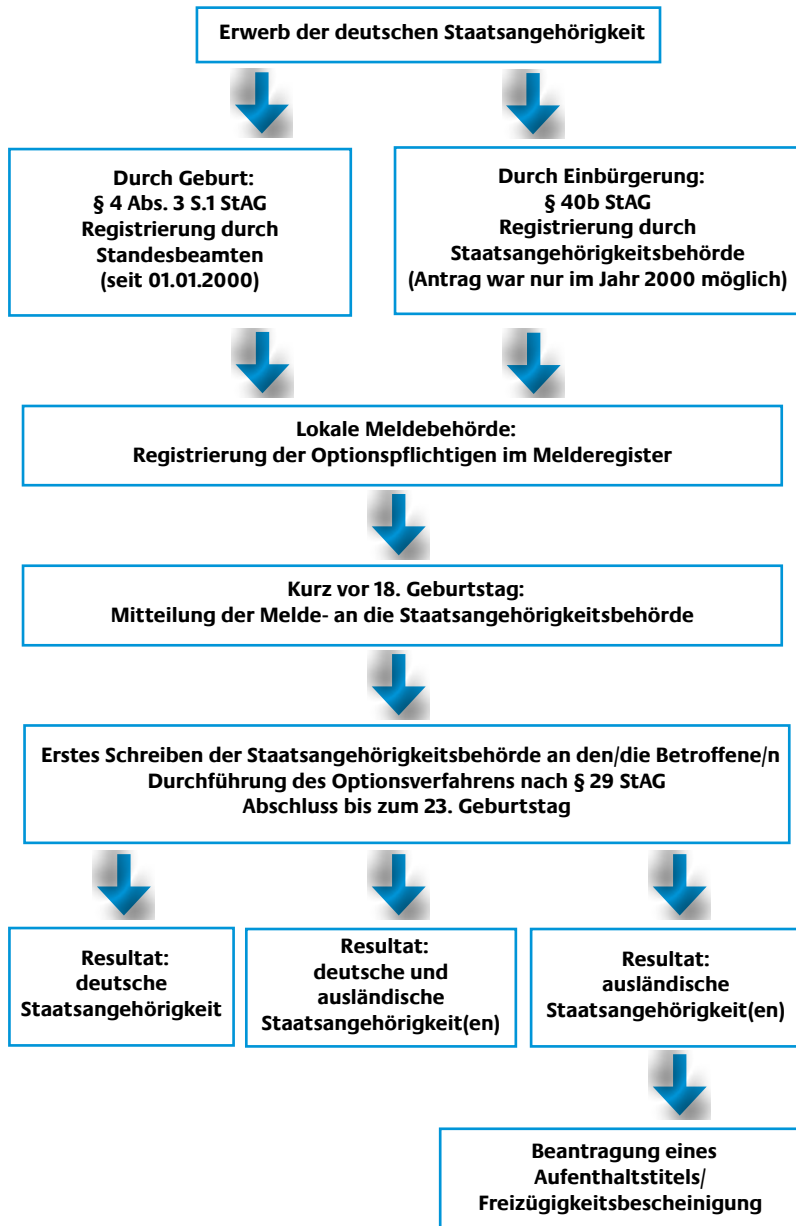 Erwerb der deutschen Staatsangehörigkeit
Durch Geburt:
§ 4 Abs. 3 S.1 StAG
Registrierung durch
Standesbeamten
(seit 01.01.2000)
Durch Einbürgerung:
§ 40b StAG
Registrierung durch
Staatsangehörigkeitsbehörde
(Antrag war nur im Jahr 2000 möglich)
Lokale Meldebehörde:
Registrierung der Optionspflichtigen im Melderegister
Kurz vor 18. Geburtstag:
Mitteilung der Melde- an die Staatsangehörigkeitsbehörde
Erstes Schreiben der Staatsangehörigkeitsbehörde an den/die Betroffene/n
Durchführung des Optionsverfahrens nach § 29 StAG
Abschluss bis zum 23. Geburtstag
Resultat:
deutsche
Staatsangehörigkeit
Resultat:
deutsche und
ausländische
Staatsangehörigkeit(en)
Resultat:
ausländische
Staatsangehörigkeit(en)
Beantragung eines
Aufenthaltstitels/
Freizügigkeitsbescheinigung